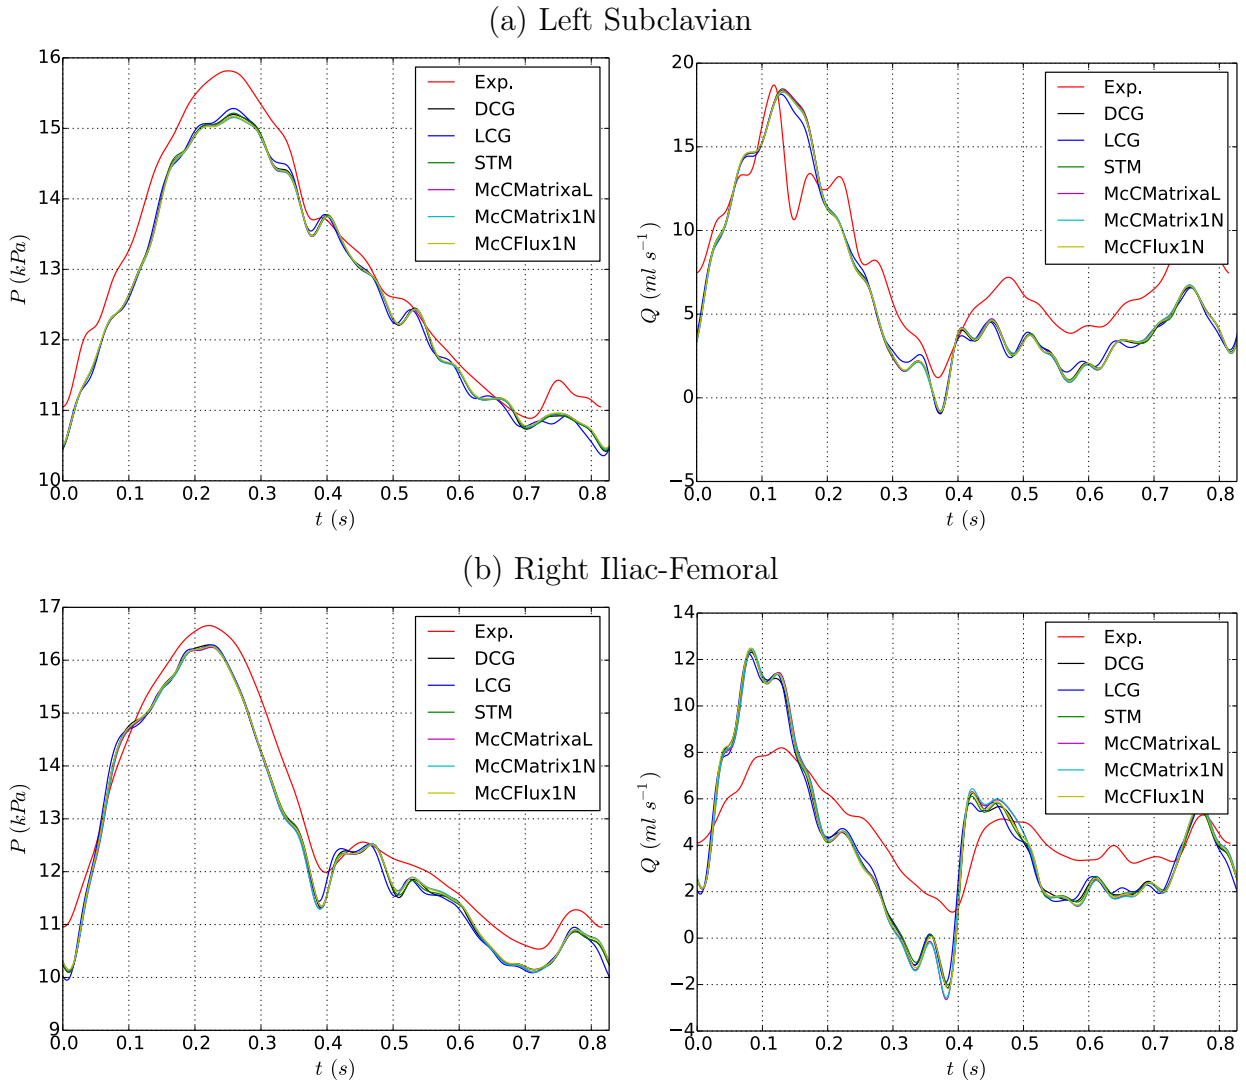 (a) Left Subclavian
16
15
14
13
12
11
10
P (kPa)
0.0 0.1 0.2 0.3 0.4 0.5 0.6 0.7 0.8
t (s)
Exp.
DCG
LCG
STM
McCMatrixaL
McCMatrix1N
McCFlux1N
20
15
10
5
0
−5
Q (ml s⁻¹)
0.0 0.1 0.2 0.3 0.4 0.5 0.6 0.7 0.8
t (s)
Exp.
DCG
LCG
STM
McCMatrixaL
McCMatrix1N
McCFlux1N
(b) Right Iliac-Femoral
17
16
15
14
13
12
11
10
9
P (kPa)
0.0 0.1 0.2 0.3 0.4 0.5 0.6 0.7 0.8
t (s)
Exp.
DCG
LCG
STM
McCMatrixaL
McCMatrix1N
McCFlux1N
14
12
10
8
6
4
2
0
−2
−4
Q (ml s⁻¹)
0.0 0.1 0.2 0.3 0.4 0.5 0.6 0.7 0.8
t (s)
Exp.
DCG
LCG
STM
McCMatrixaL
McCMatrix1N
McCFlux1N